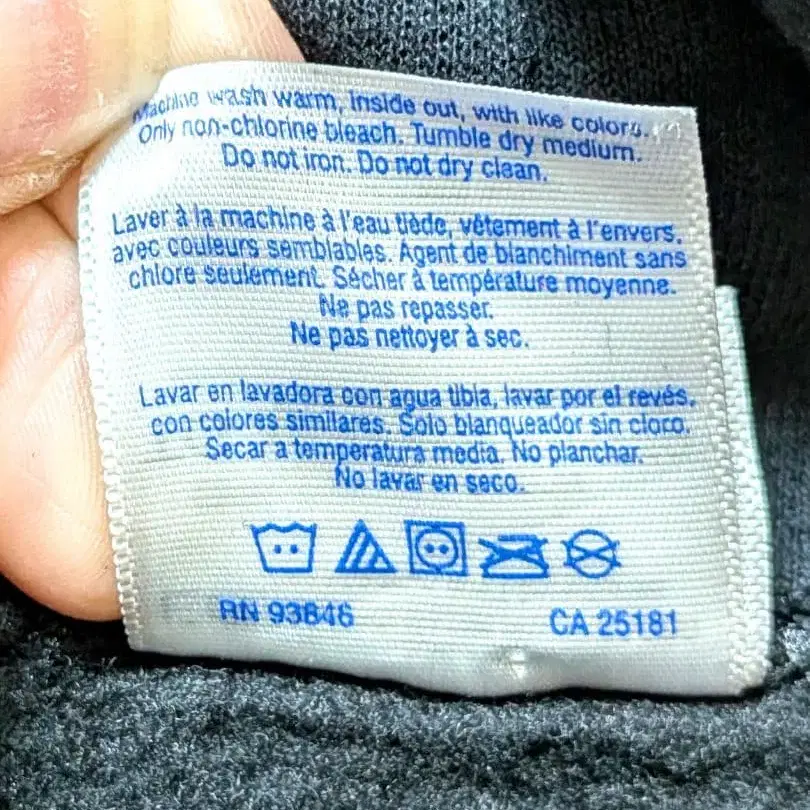 Machine wash warm, inside out, with like colors.
Only non-chlorine bleach. Tumble dry medium.
Do not iron. Do not dry clean.
Laver à la machine à l'eau tiède, vêtement à l'envers,
avec couleurs semblables. Agent de blanchiment sans
chlore seulement. Sécher à température moyenne.
Ne pas repasser.
Ne pas nettoyer à sec.
Lavar en lavadora con agua tibia, lavar por el revés,
con colores similares. Solo blanqueador sin cloro.
Secar a temperatura media. No planchar.
No lavar en seco.
RN 93846 CA 25181